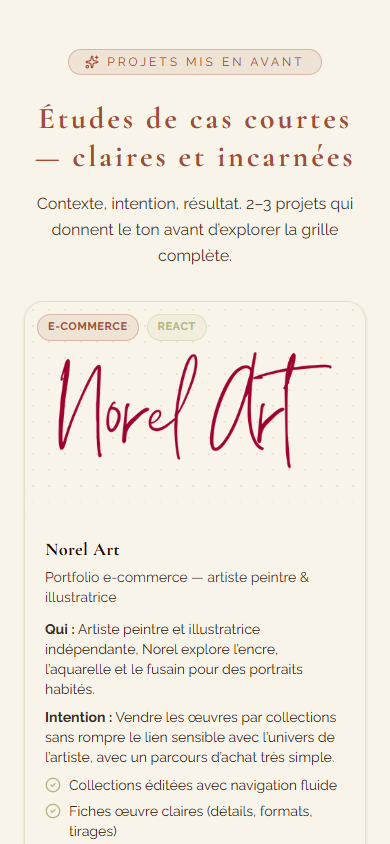 PROJETS MIS EN AVANT
Études de cas courtes
— claires et incarnées
Contexte, intention, résultat. 2–3 projets qui
donnent le ton avant d'explorer la grille
complète.
E-COMMERCE REACT
Norel Art
Norel Art
Portfolio e-commerce — artiste peintre &
illustratrice
Qui : Artiste peintre et illustratrice
indépendante, Norel explore l'encre,
l'aquarelle et le fusain pour des portraits
habités.
Intention : Vendre les œuvres par collections
sans rompre le lien sensible avec l'univers de
l'artiste, avec un parcours d'achat très simple.
Collections éditées avec navigation fluide
Fiches œuvre claires (détails, formats,
tirages)